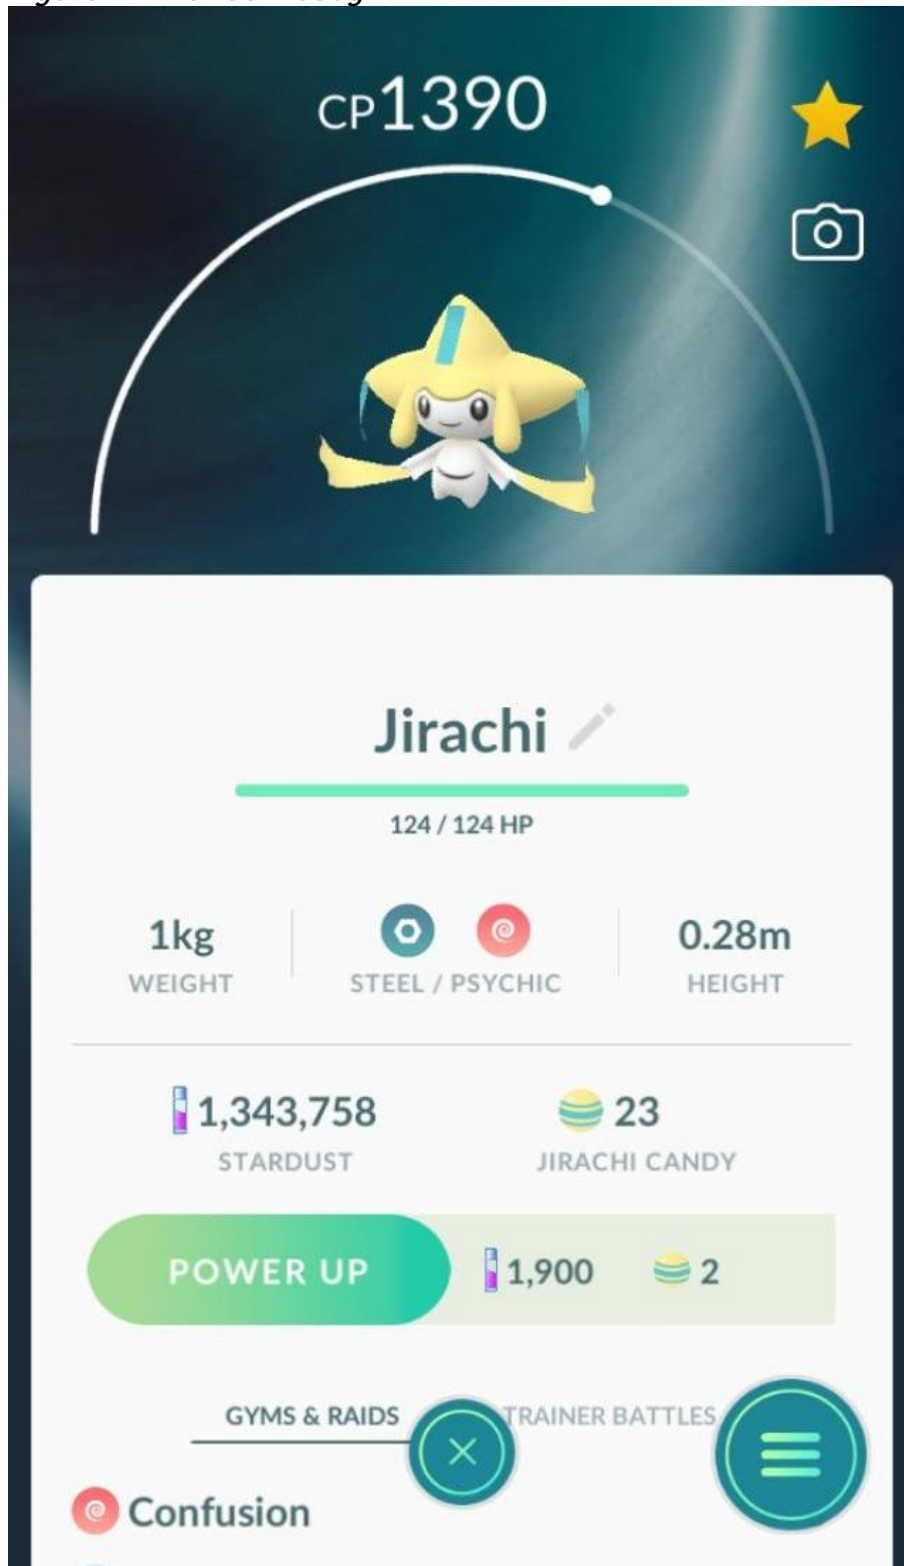 CP1390
Jirachi
124 / 124 HP
1kg
WEIGHT
STEEL / PSYCHIC
0.28m
HEIGHT
1,343,758
STARDUST
23
JIRACHI CANDY
POWER UP
1,900
2
GYMS & RAIDS
TRAINER BATTLES
Confusion